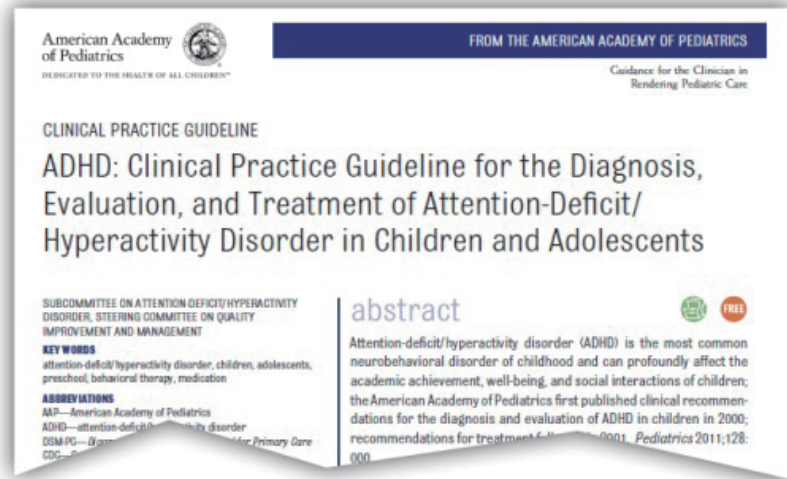 American Academy
of Pediatrics
DEDICATED TO THE HEALTH OF ALL CHILDREN™
FROM THE AMERICAN ACADEMY OF PEDIATRICS
Guidance for the Clinician in
Rendering Pediatric Care
CLINICAL PRACTICE GUIDELINE
ADHD: Clinical Practice Guideline for the Diagnosis,
Evaluation, and Treatment of Attention-Deficit/
Hyperactivity Disorder in Children and Adolescents
SUBCOMMITTEE ON ATTENTION-DEFICIT/HYPERACTIVITY
DISORDER, STEERING COMMITTEE ON QUALITY
IMPROVEMENT AND MANAGEMENT
KEY WORDS
attention-deficit/hyperactivity disorder, children, adolescents,
preschool, behavioral therapy, medication
ABBREVIATIONS
AAP—American Academy of Pediatrics
ADHD—attention-deficit/ disorder
DSM-PC— for Primary Care
abstract
FREE
Attention-deficit/hyperactivity disorder (ADHD) is the most common
neurobehavioral disorder of childhood and can profoundly affect the
academic achievement, well-being, and social interactions of children;
the American Academy of Pediatrics first published clinical recommen-
dations for the diagnosis and evaluation of ADHD in children in 2000;
recommendations for treatment 2001. Pediatrics 2011;128:
000